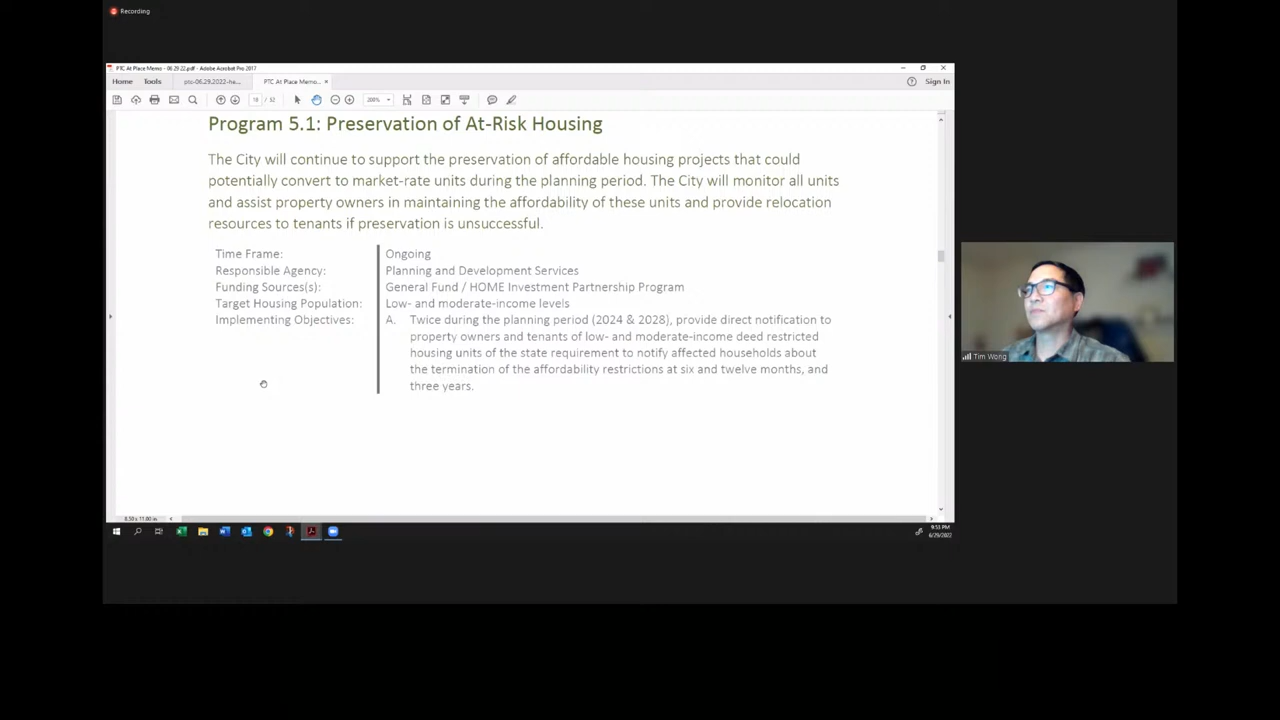 Recording
PTC At Place Memo - 06 29 22.pdf - Adobe Acrobat Pro 2017
Home Tools ptc-06.29.2022-ha... PTC At Place Memo... × Sign In
18 / 32 200%
Program 5.1: Preservation of At-Risk Housing
The City will continue to support the preservation of affordable housing projects that could
potentially convert to market-rate units during the planning period. The City will monitor all units
and assist property owners in maintaining the affordability of these units and provide relocation
resources to tenants if preservation is unsuccessful.
Time Frame: Ongoing
Responsible Agency: Planning and Development Services
Funding Sources(s): General Fund / HOME Investment Partnership Program
Target Housing Population: Low- and moderate-income levels
Implementing Objectives: A. Twice during the planning period (2024 & 2028), provide direct notification to
property owners and tenants of low- and moderate-income deed restricted
housing units of the state requirement to notify affected households about
the termination of the affordability restrictions at six and twelve months, and
three years.
Tim Wong
8.50 x 11.00 in
9:53 PM
6/29/2022